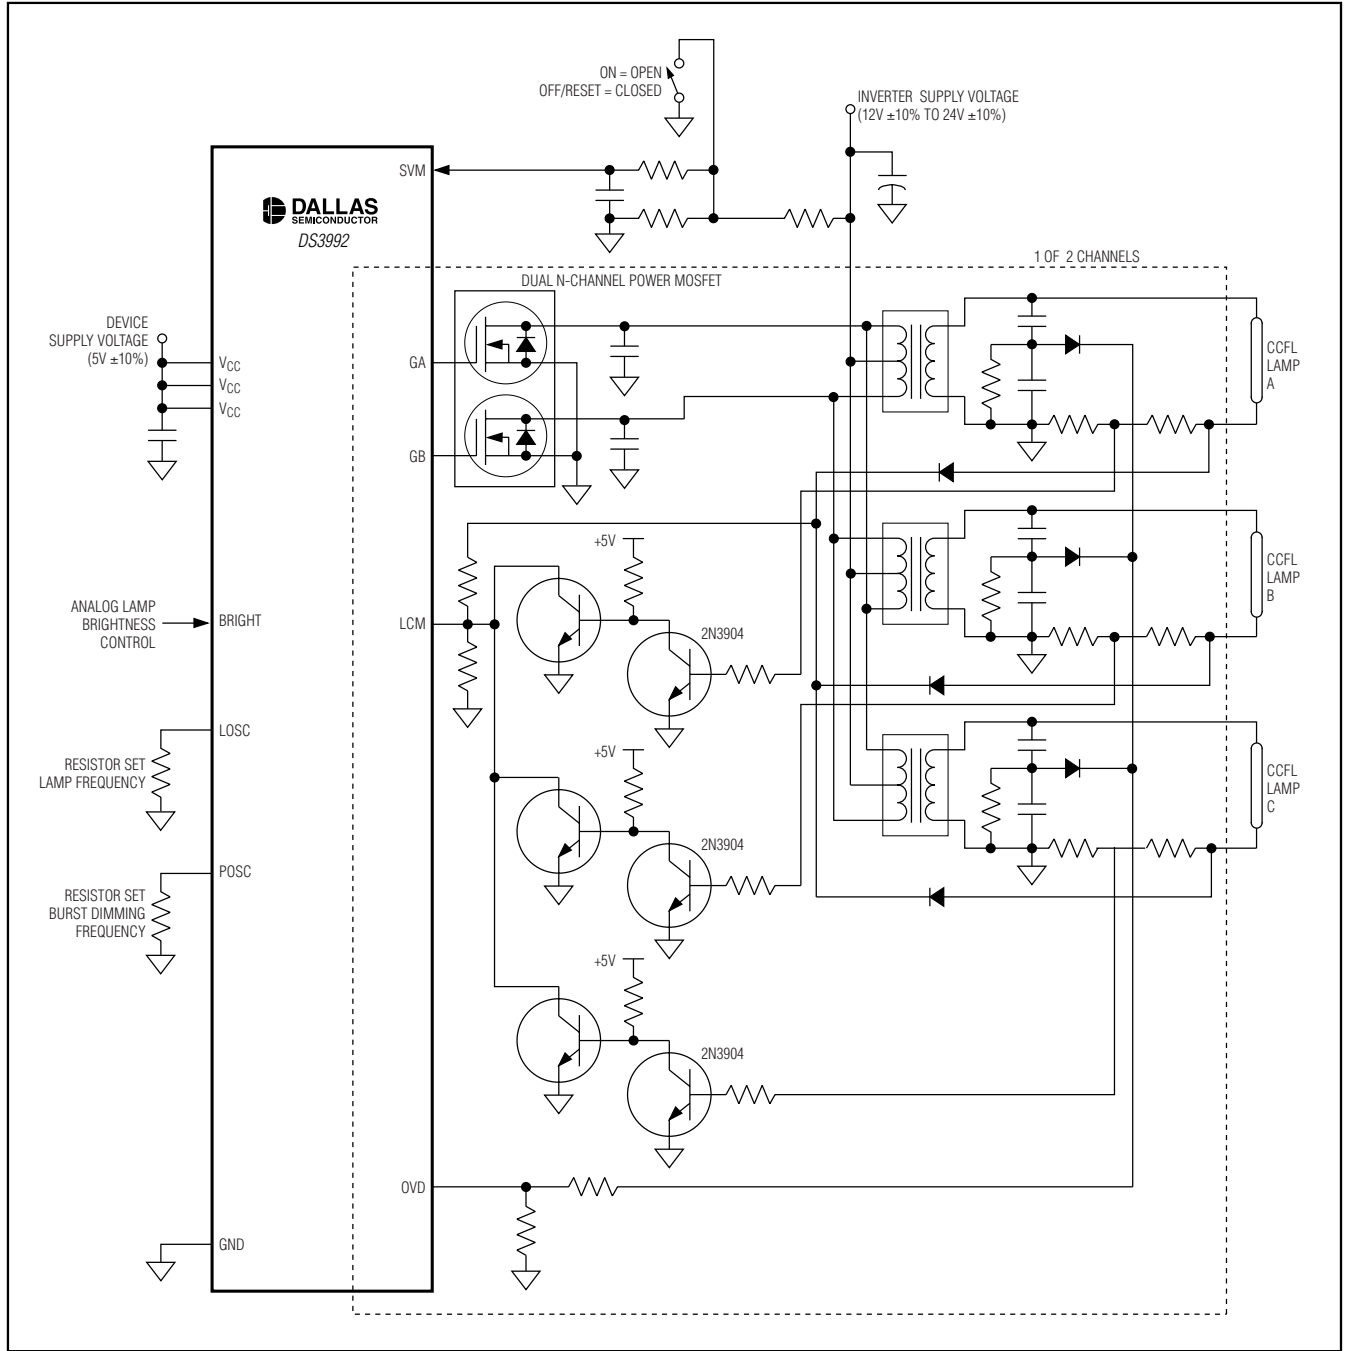 ON = OPEN
OFF/RESET = CLOSED
INVERTER SUPPLY VOLTAGE
(12V ±10% TO 24V ±10%)
SVM
DALLAS
SEMICONDUCTOR
DS3992
1 OF 2 CHANNELS
DUAL N-CHANNEL POWER MOSFET
DEVICE
SUPPLY VOLTAGE
(5V ±10%)
VCC
VCC
VCC
GA
GB
CCFL
LAMP
A
+5V
CCFL
LAMP
B
ANALOG LAMP
BRIGHTNESS
CONTROL
BRIGHT
LCM
2N3904
LOSC
RESISTOR SET
LAMP FREQUENCY
+5V
CCFL
LAMP
C
2N3904
POSC
RESISTOR SET
BURST DIMMING
FREQUENCY
+5V
2N3904
OVD
GND